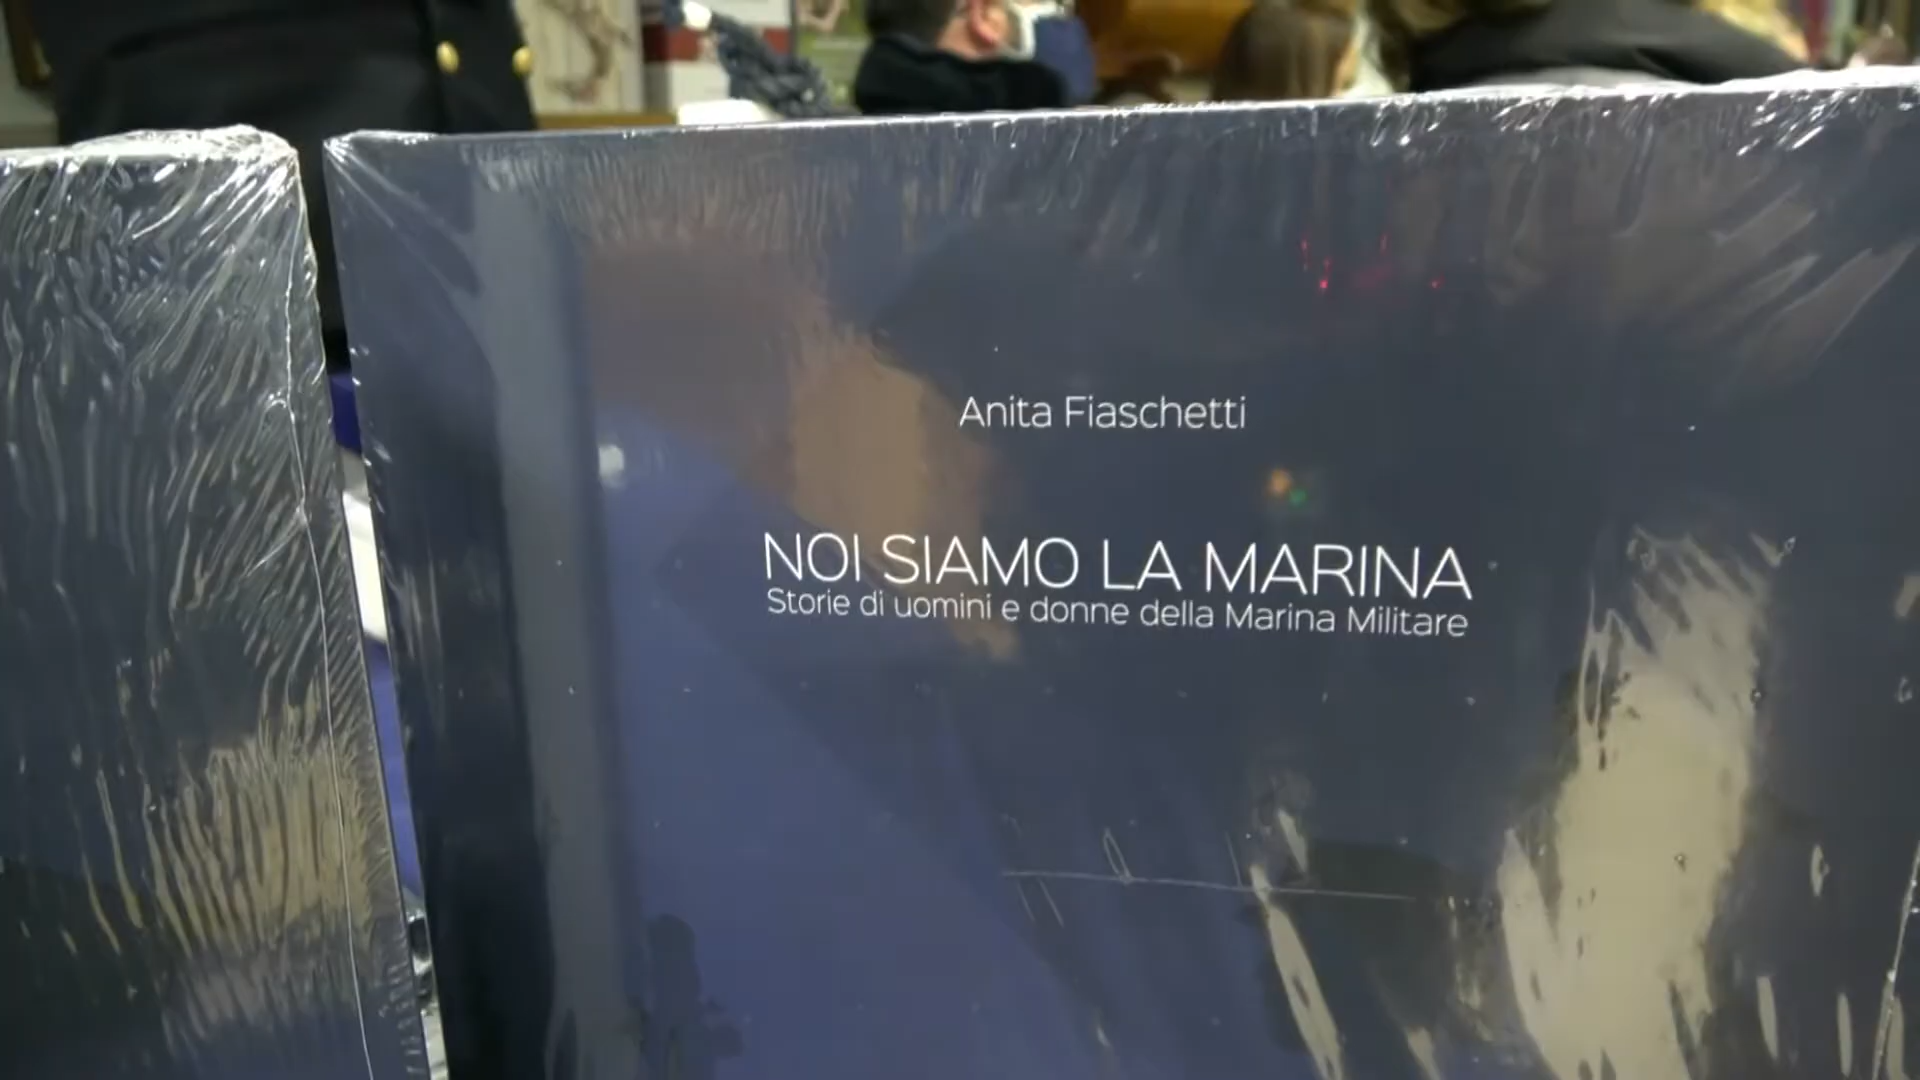 Anita Fiaschetti
NOI SIAMO LA MARINA
Storie di uomini e donne della Marina Militare